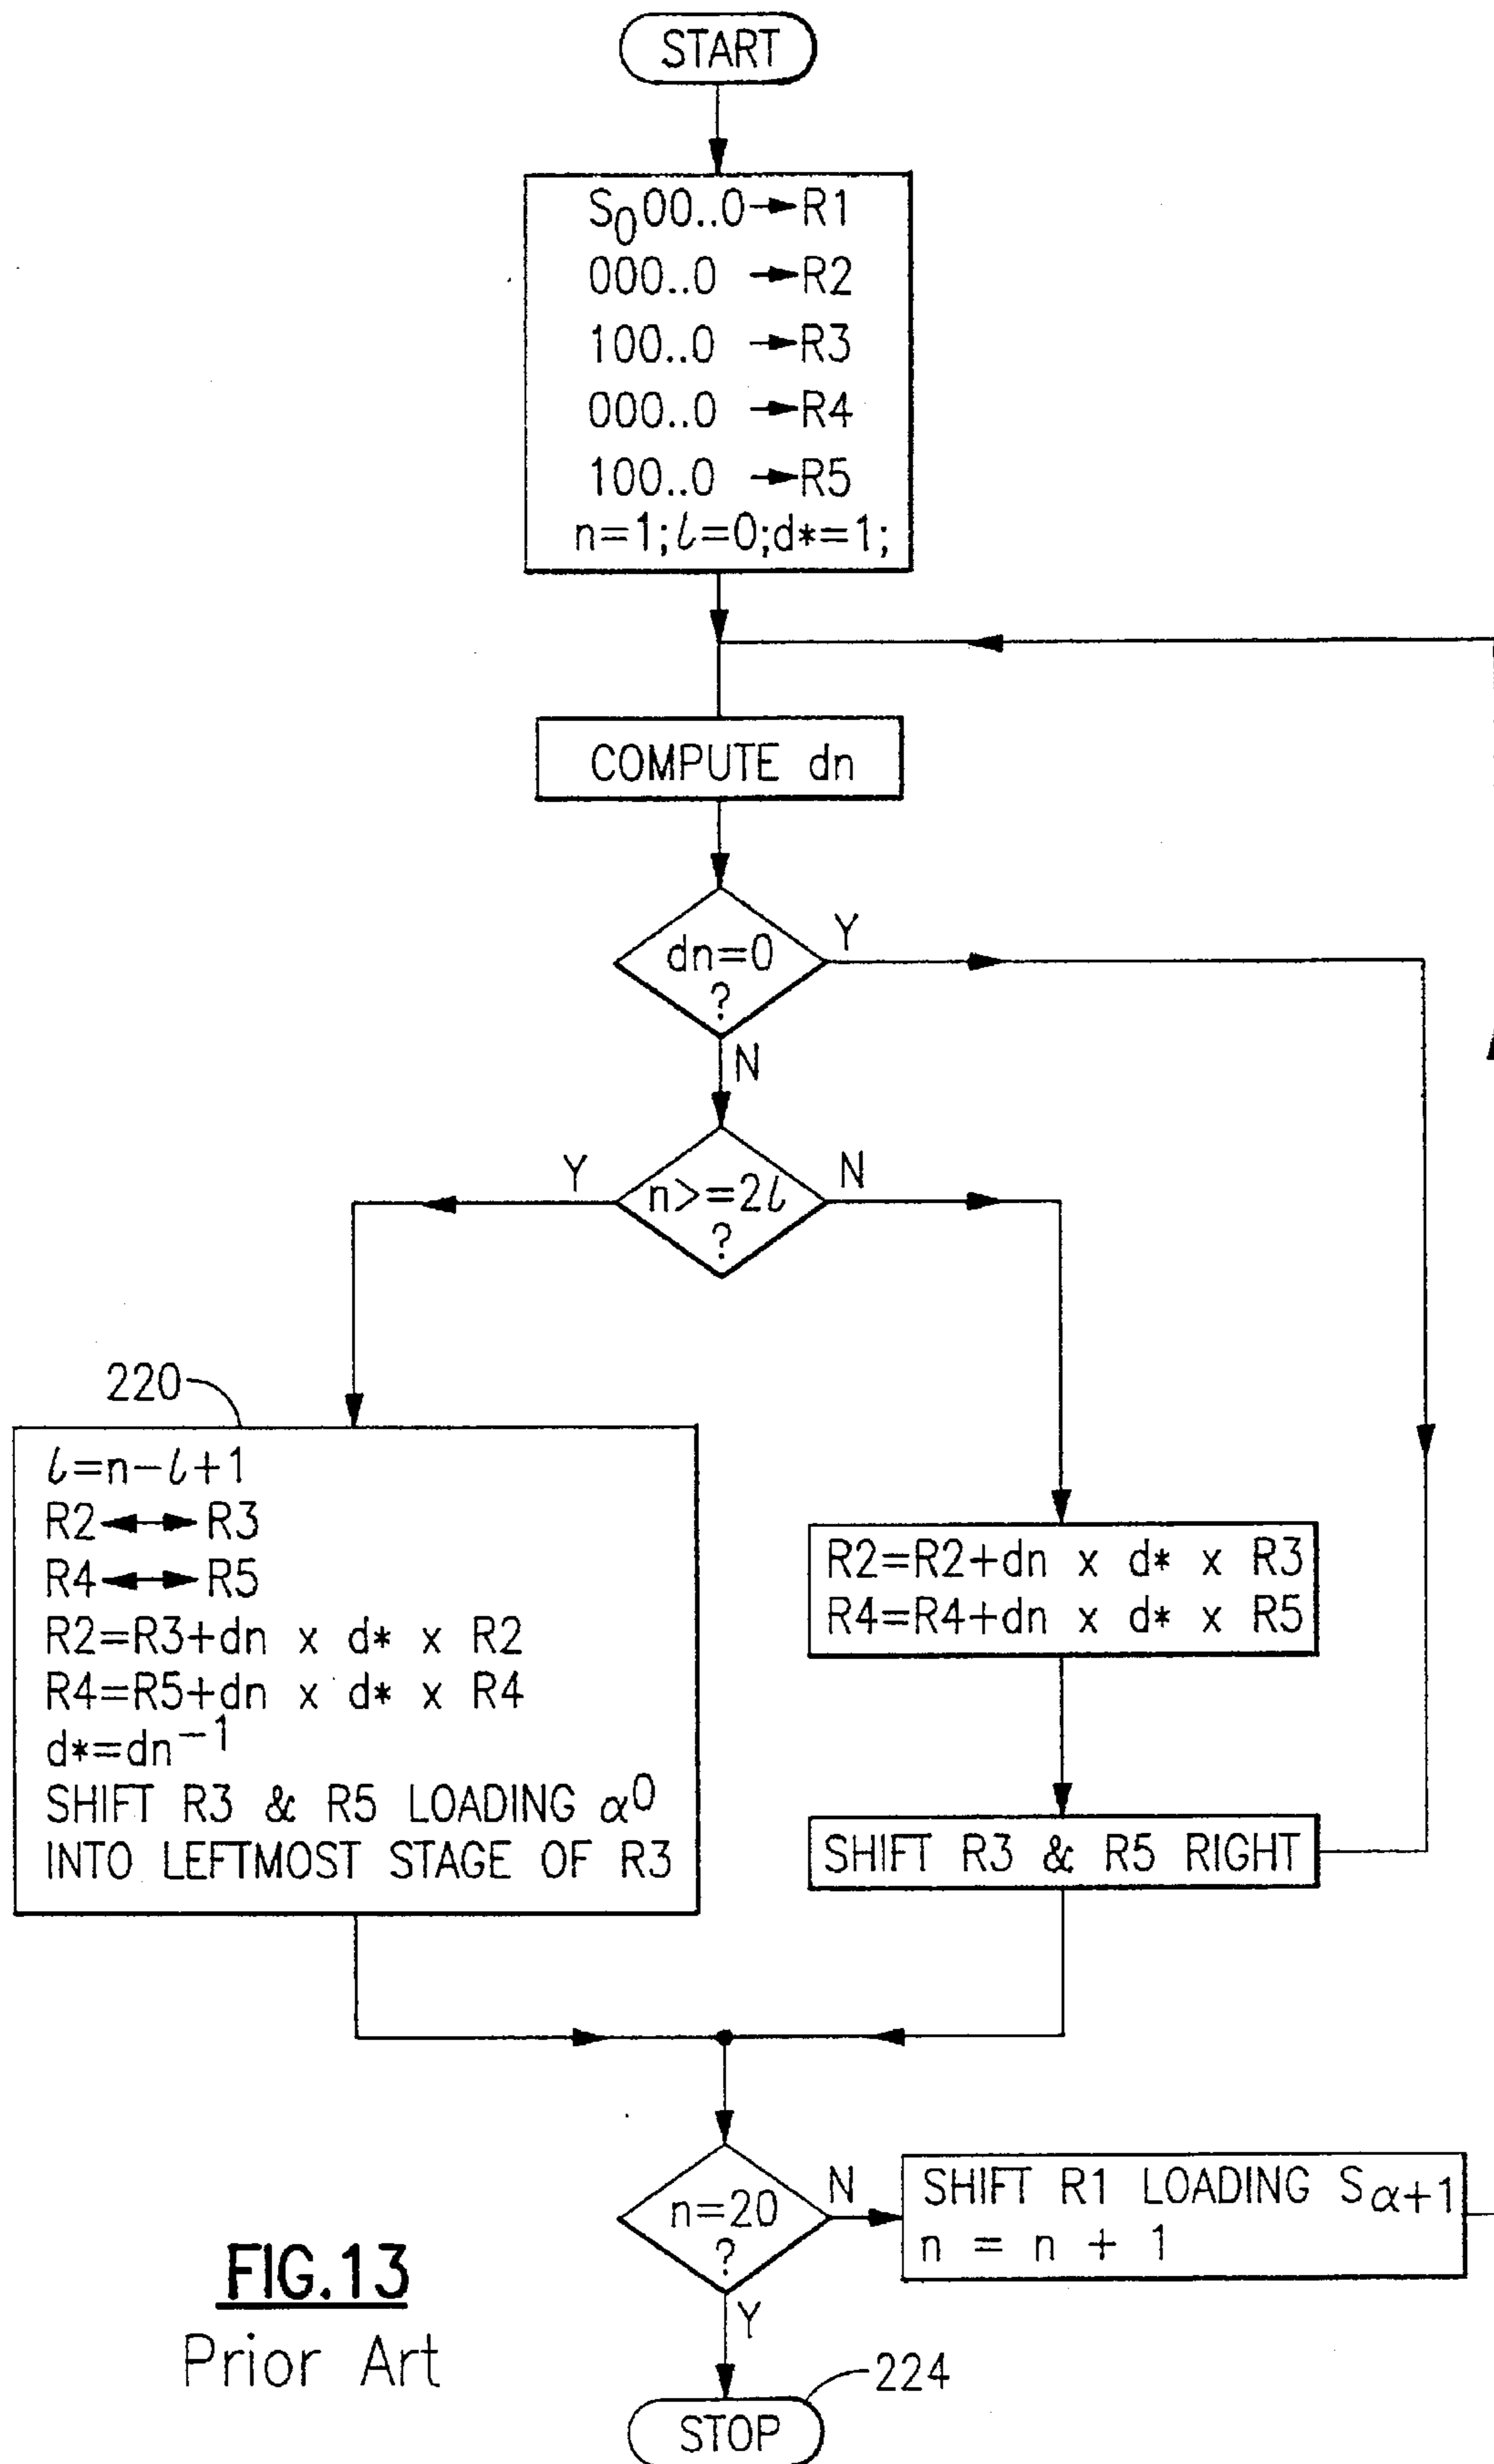 START
S₀00..0→R1
000..0 →R2
100..0 →R3
000..0 →R4
100..0 →R5
n=1;l=0;d*=1;
COMPUTE dn
dn=0
?
Y
N
n>=2l
?
Y
N
220
l=n-l+1
R2↔R3
R4↔R5
R2=R3+dn x d* x R2
R4=R5+dn x d* x R4
d*=dn⁻¹
SHIFT R3 & R5 LOADING α⁰
INTO LEFTMOST STAGE OF R3
R2=R2+dn x d* x R3
R4=R4+dn x d* x R5
SHIFT R3 & R5 RIGHT
n=20
?
N
Y
SHIFT R1 LOADING Sα+1
n = n + 1
STOP
224
FIG.13
Prior Art